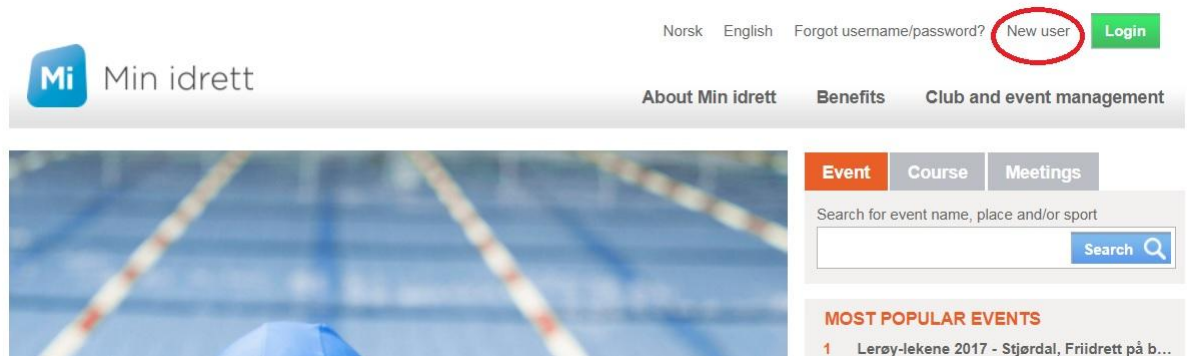 Norsk English Forgot username/password? New user Login
Mi Min idrett
About Min idrett Benefits Club and event management
Event Course Meetings
Search for event name, place and/or sport
Search
MOST POPULAR EVENTS
1 Lerøy-lekene 2017 - Stjørdal, Friidrett på b...